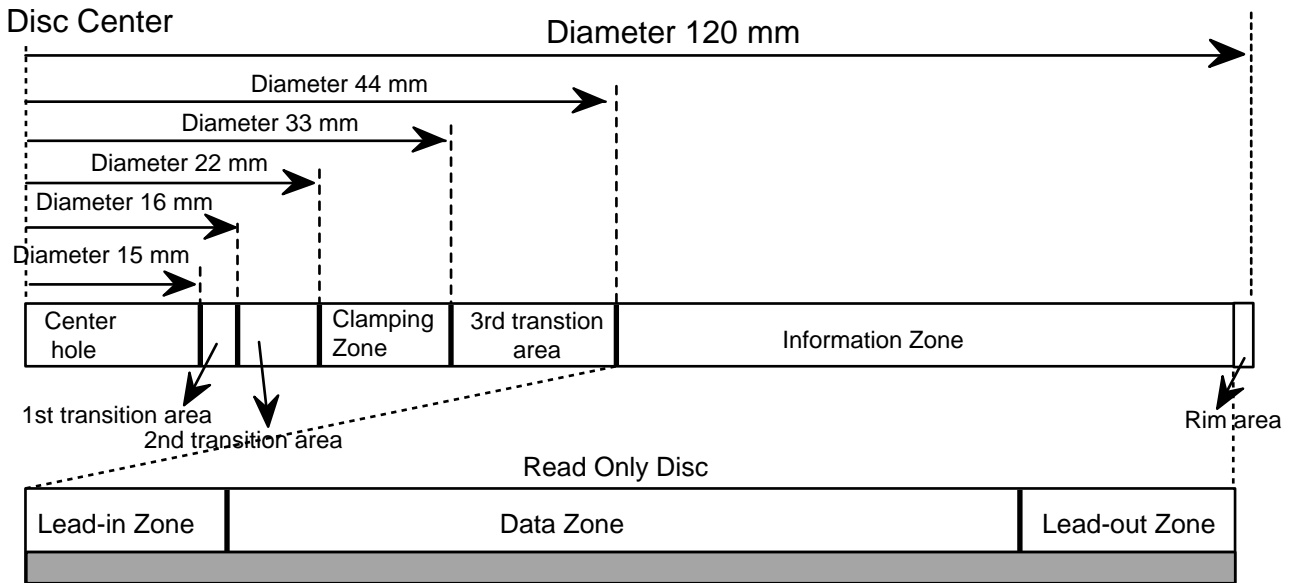 Disc Center
Diameter 120 mm
Diameter 44 mm
Diameter 33 mm
Diameter 22 mm
Diameter 16 mm
Diameter 15 mm
Center
hole
Clamping
Zone
3rd transtion
area
Information Zone
1st transition area
2nd transition area
Rim area
Read Only Disc
Lead-in Zone
Data Zone
Lead-out Zone